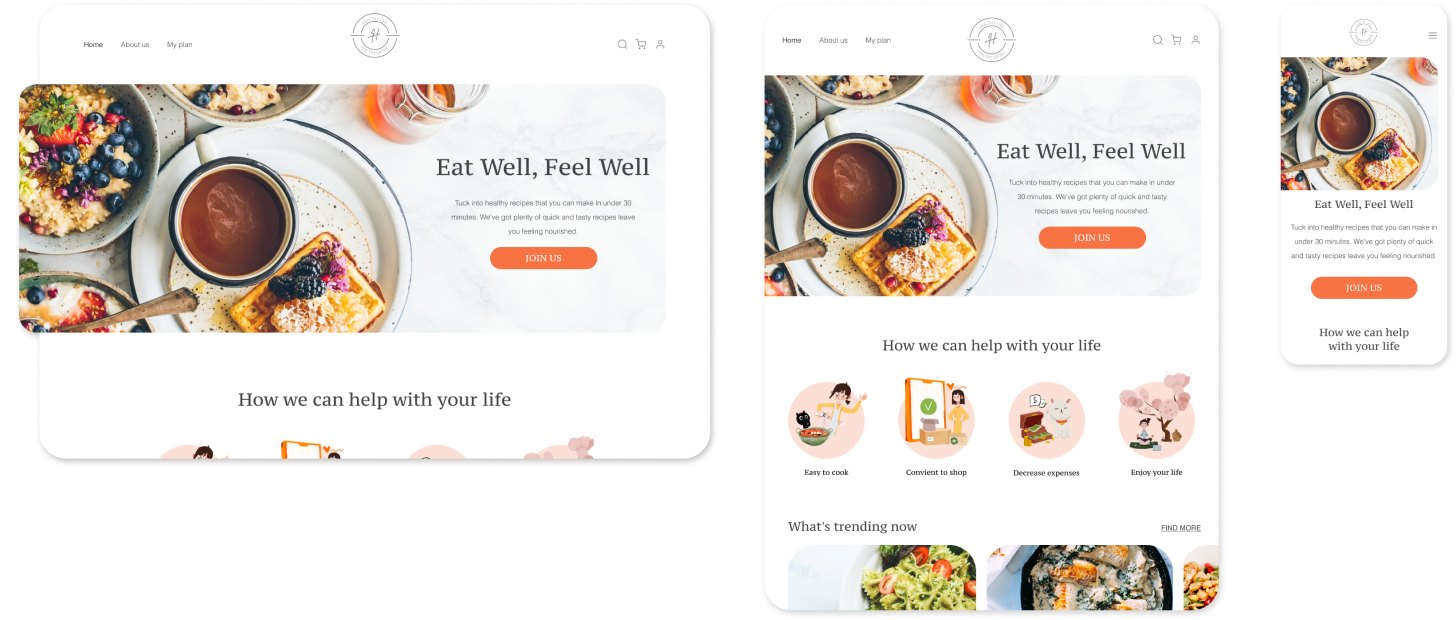 Home About us My plan
H
Eat Well, Feel Well
Tuck into healthy recipes that you can make in under 30
minutes. We've got plenty of quick and tasty recipes leave
you feeling nourished.
JOIN US
How we can help with your life
Home About us My plan
H
Eat Well, Feel Well
Tuck into healthy recipes that you can make in under
30 minutes. We've got plenty of quick and tasty
recipes leave you feeling nourished.
JOIN US
How we can help with your life
$
Easy to cook Convient to shop Decrease expenses Enjoy your life
What's trending now FIND MORE
H
Eat Well, Feel Well
Tuck into healthy recipes that you can make in
under 30 minutes. We've got plenty of quick
and tasty recipes leave you feeling nourished.
JOIN US
How we can help
with your life